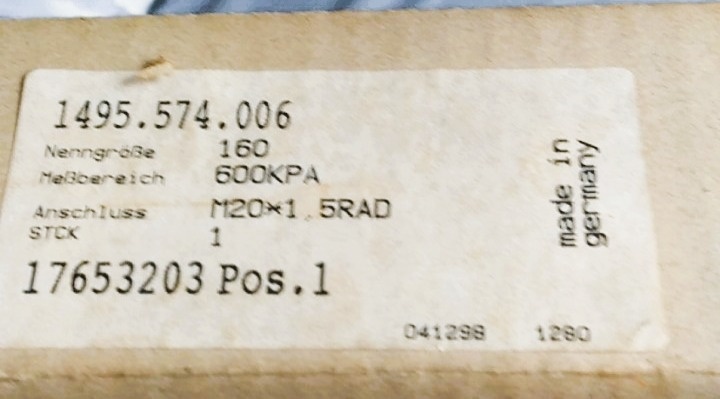 1495.574.006
Nenngröße 160
Meßbereich 600KPA
Anschluss M20×1.5RAD
STCK 1
17653203 Pos.1
041298 1280
made in
germany